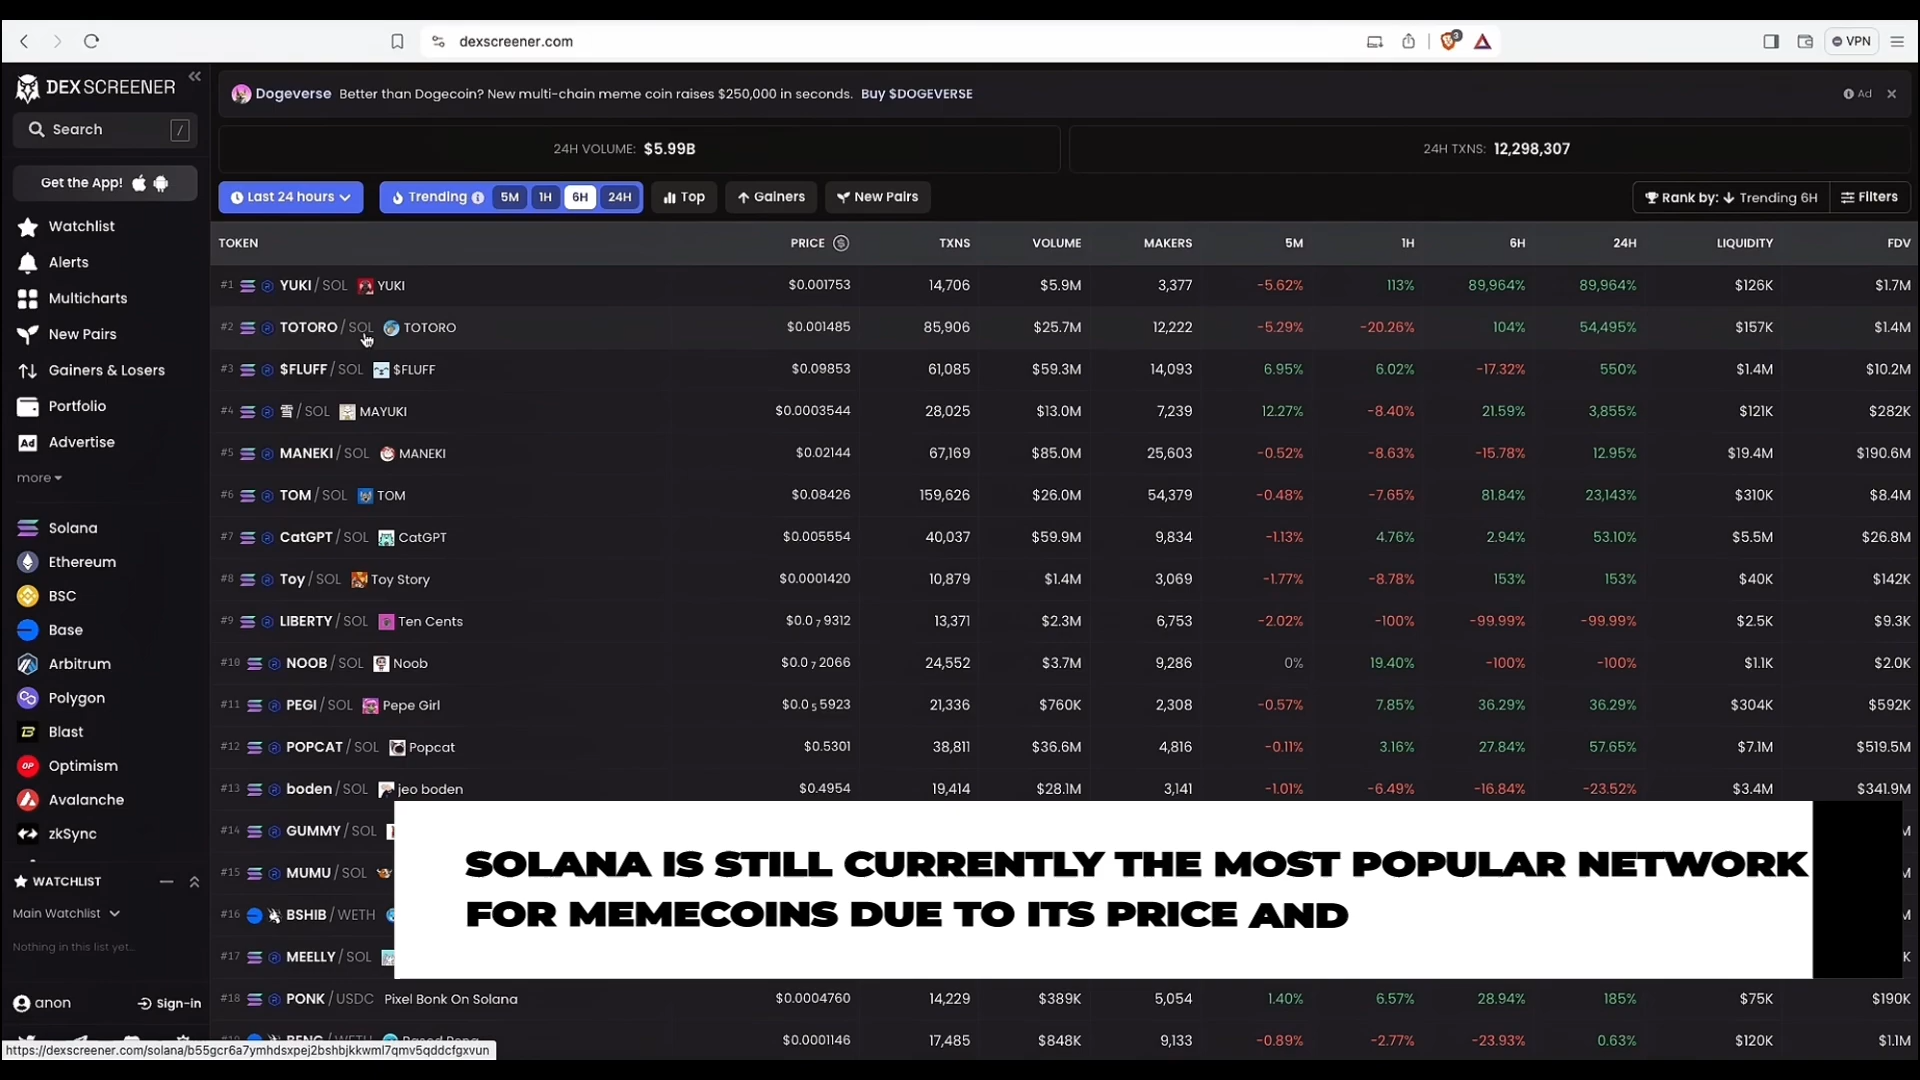 dexscreener.com
3
VPN
DEX SCREENER
Dogeverse Better than Dogecoin? New multi-chain meme coin raises $250,000 in seconds. Buy $DOGEVERSE
Ad
Search /
24H VOLUME: $5.99B
24H TXNS: 12,298,307
Get the App!
Last 24 hours
Trending 5M 1H 6H 24H
Top
Gainers
New Pairs
Rank by: Trending 6H
Filters
Watchlist
Alerts
Multicharts
New Pairs
Gainers & Losers
Portfolio
Ad Advertise
more
Solana
Ethereum
BSC
Base
Arbitrum
Polygon
Blast
OP Optimism
Avalanche
zkSync
WATCHLIST
Main Watchlist
Nothing in this list yet...
anon
Sign-in
TOKEN PRICE TXNS VOLUME MAKERS 5M 1H 6H 24H LIQUIDITY FDV
#1 YUKI / SOL YUKI $0.001753 14,706 $5.9M 3,377 -5.62% 113% 89,964% 89,964% $126K $1.7M
#2 TOTORO / SOL TOTORO $0.001485 85,906 $25.7M 12,222 -5.29% -20.26% 104% 54,495% $157K $1.4M
#3 $FLUFF / SOL $FLUFF $0.09853 61,085 $59.3M 14,093 6.95% 6.02% -17.32% 550% $1.4M $10.2M
#4 雪 / SOL MAYUKI $0.0003544 28,025 $13.0M 7,239 12.27% -8.40% 21.59% 3,855% $121K $282K
#5 MANEKI / SOL MANEKI $0.02144 67,169 $85.0M 25,603 -0.52% -8.63% -15.78% 12.95% $19.4M $190.6M
#6 TOM / SOL TOM $0.08426 159,626 $26.0M 54,379 -0.48% -7.65% 81.84% 23,143% $310K $8.4M
#7 CatGPT / SOL CatGPT $0.005554 40,037 $59.9M 9,834 -1.13% 4.76% 2.94% 53.10% $5.5M $26.8M
#8 Toy / SOL Toy Story $0.0001420 10,879 $1.4M 3,069 -1.77% -8.78% 153% 153% $40K $142K
#9 LIBERTY / SOL Ten Cents $0.0₇9312 13,371 $2.3M 6,753 -2.02% -100% -99.99% -99.99% $2.5K $9.3K
#10 NOOB / SOL Noob $0.0₇2066 24,552 $3.7M 9,286 0% 19.40% -100% -100% $1.1K $2.0K
#11 PEGI / SOL Pepe Girl $0.0₅5923 21,336 $760K 2,308 -0.57% 7.85% 36.29% 36.29% $304K $592K
#12 POPCAT / SOL Popcat $0.5301 38,811 $36.6M 4,816 -0.11% 3.16% 27.84% 57.65% $7.1M $519.5M
#13 boden / SOL jeo boden $0.4954 19,414 $28.1M 3,141 -1.01% -6.49% -16.84% -23.52% $3.4M $341.9M
#14 GUMMY / SOL M
#15 MUMU / SOL M
#16 BSHIB / WETH M
#17 MEELLY / SOL K
SOLANA IS STILL CURRENTLY THE MOST POPULAR NETWORK
FOR MEMECOINS DUE TO ITS PRICE AND
#18 PONK / USDC Pixel Bonk On Solana $0.0004760 14,229 $389K 5,054 1.40% 6.57% 28.94% 185% $75K $190K
$0.0001146 17,485 $848K 9,133 -0.89% -2.77% -23.93% 0.63% $120K $1.1M
https://dexscreener.com/solana/b55gcr6a7ymhdsxpej2bshbjkkwml7qmv5qddcfgxvun